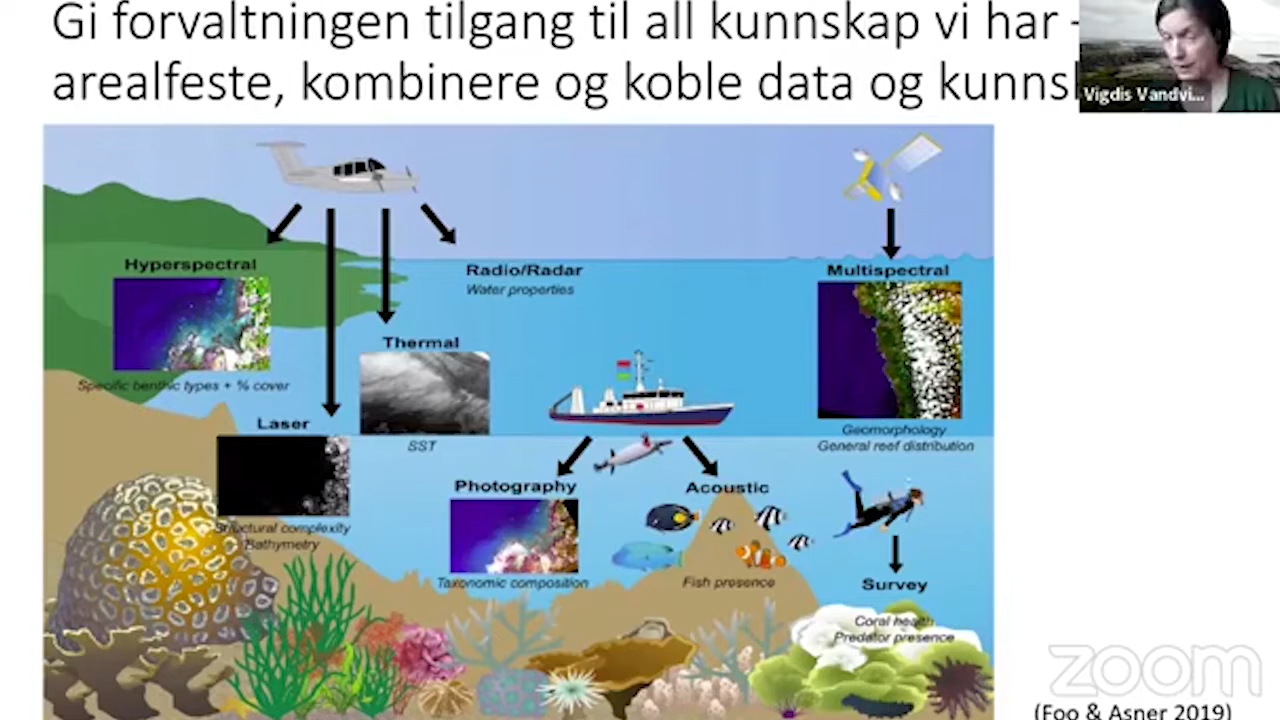 Gi forvaltningen tilgang til all kunnskap vi har -
arealfeste, kombinere og koble data og kunnsk
Vigdis Vandvi...
Hyperspectral
Specific benthic types + % cover
Radio/Radar
Water properties
Multispectral
Geomorphology
General reef distribution
Thermal
SST
Laser
Structural complexity
Bathymetry
Photography
Taxonomic composition
Acoustic
Fish presence
Survey
Coral health
Predator presence
zoom
(Foo & Asner 2019)